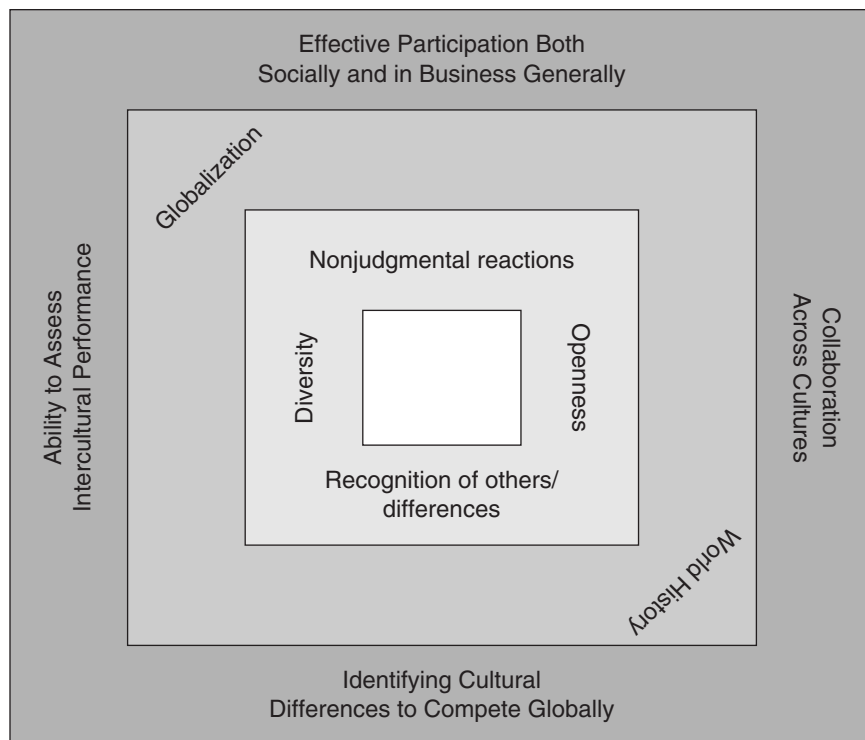 Effective Participation Both
Socially and in Business Generally
Globalization
Ability to Assess
Intercultural Performance
Nonjudgmental reactions
Diversity
Openness
Recognition of others/
differences
Collaboration
Across Cultures
World History
Identifying Cultural
Differences to Compete Globally